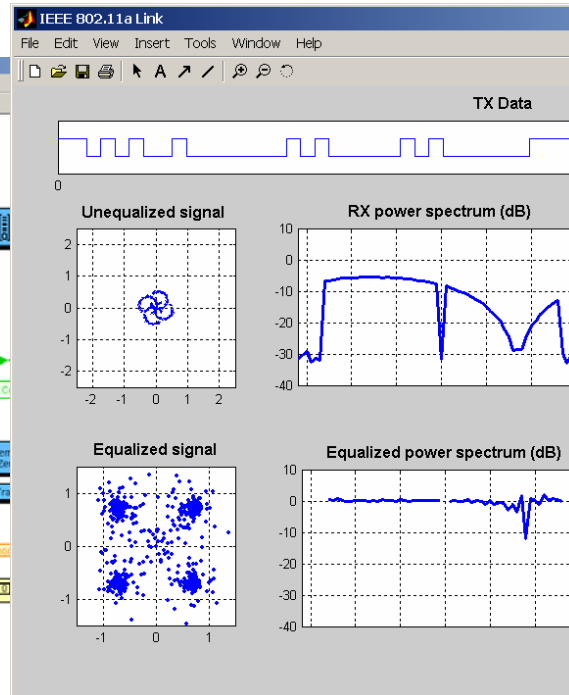 IEEE 802.11a Link
File Edit View Insert Tools Window Help
TX Data
0
Unequalized signal
RX power spectrum (dB)
2
1
0
-1
-2
-2 -1 0 1 2
10
0
-10
-20
-30
-40
Equalized signal
Equalized power spectrum (dB)
1
0
-1
-1 0 1
10
0
-10
-20
-30
-40